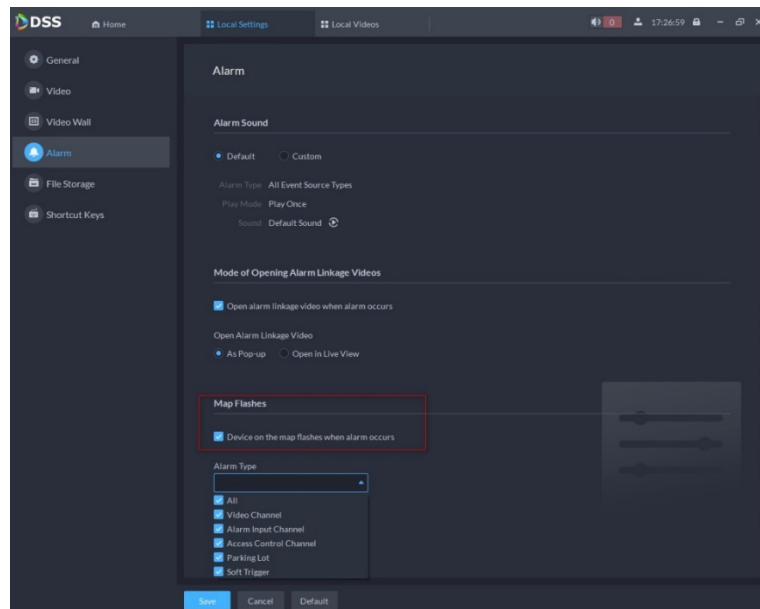 DSS Home Local Settings Local Videos 0 17:26:59
General
Video
Video Wall
Alarm
File Storage
Shortcut Keys
Alarm
Alarm Sound
Default Custom
Alarm Type All Event Source Types
Play Mode Play Once
Sound Default Sound
Mode of Opening Alarm Linkage Videos
Open alarm linkage video when alarm occurs
Open Alarm Linkage Video
As Pop-up Open in Live View
Map Flashes
Device on the map flashes when alarm occurs
Alarm Type
All
Video Channel
Alarm Input Channel
Access Control Channel
Parking Lot
Soft Trigger
Save Cancel Default